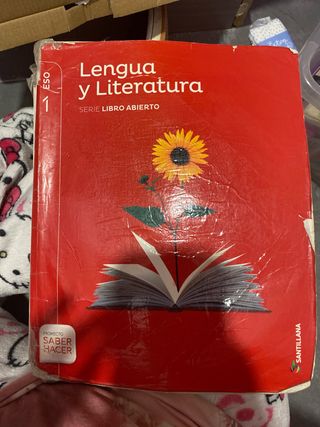 ESO
1
Lengua
y Literatura
SERIE LIBRO ABIERTO
PROYECTO
SABER
HACER
SANTILLANA